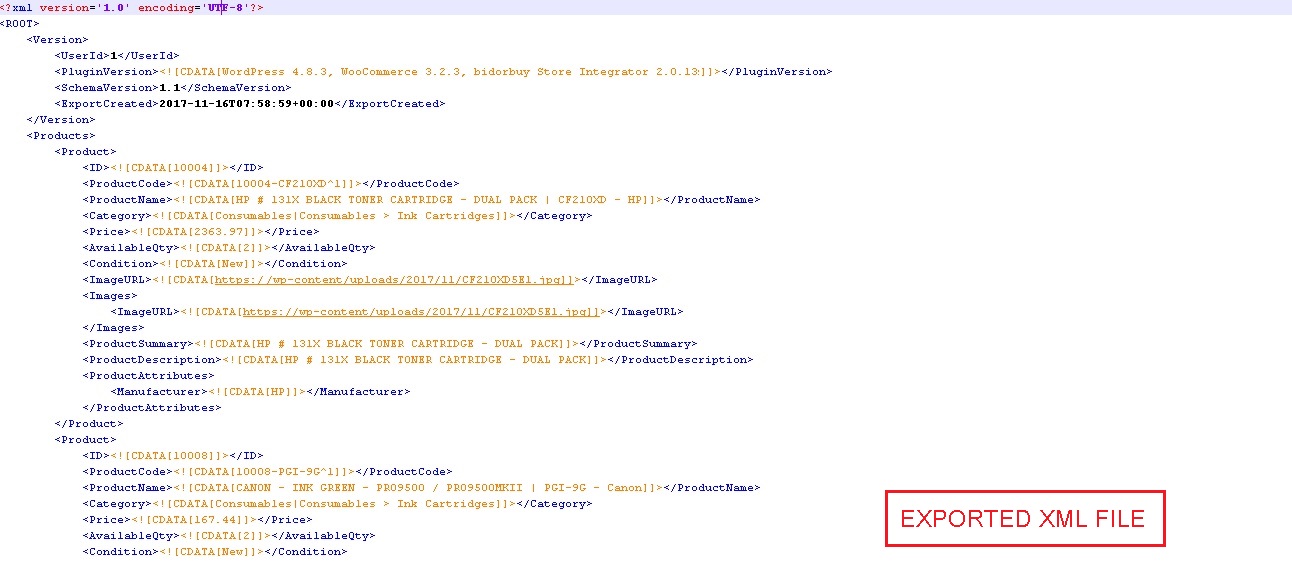 <?xml version='1.0' encoding='UTF-8'?>
<ROOT>
<Version>
<UserId>1</UserId>
<PluginVersion><![CDATA[WordPress 4.8.3, WooCommerce 3.2.3, bidorbuy Store Integrator 2.0.13:]]></PluginVersion>
<SchemaVersion>1.1</SchemaVersion>
<ExportCreated>2017-11-16T07:58:59+00:00</ExportCreated>
</Version>
<Products>
<Product>
<ID><![CDATA[10004]]></ID>
<ProductCode><![CDATA[10004-CF210XD^1]]></ProductCode>
<ProductName><![CDATA[HP # 131X BLACK TONER CARTRIDGE - DUAL PACK | CF210XD - HP]]></ProductName>
<Category><![CDATA[Consumables|Consumables > Ink Cartridges]]></Category>
<Price><![CDATA[2363.97]]></Price>
<AvailableQty><![CDATA[2]]></AvailableQty>
<Condition><![CDATA[New]]></Condition>
<ImageURL><![CDATA[https://wp-content/uploads/2017/11/CF210XD5E1.jpg]]></ImageURL>
<Images>
<ImageURL><![CDATA[https://wp-content/uploads/2017/11/CF210XD5E1.jpg]]></ImageURL>
</Images>
<ProductSummary><![CDATA[HP # 131X BLACK TONER CARTRIDGE - DUAL PACK]]></ProductSummary>
<ProductDescription><![CDATA[HP # 131X BLACK TONER CARTRIDGE - DUAL PACK]]></ProductDescription>
<ProductAttributes>
<Manufacturer><![CDATA[HP]]></Manufacturer>
</ProductAttributes>
</Product>
<Product>
<ID><![CDATA[10008]]></ID>
<ProductCode><![CDATA[10008-PGI-9G^1]]></ProductCode>
<ProductName><![CDATA[CANON - INK GREEN - PRO9500 / PRO9500MKII | PGI-9G - Canon]]></ProductName>
<Category><![CDATA[Consumables|Consumables > Ink Cartridges]]></Category>
<Price><![CDATA[167.44]]></Price>
<AvailableQty><![CDATA[2]]></AvailableQty>
<Condition><![CDATA[New]]></Condition>
EXPORTED XML FILE